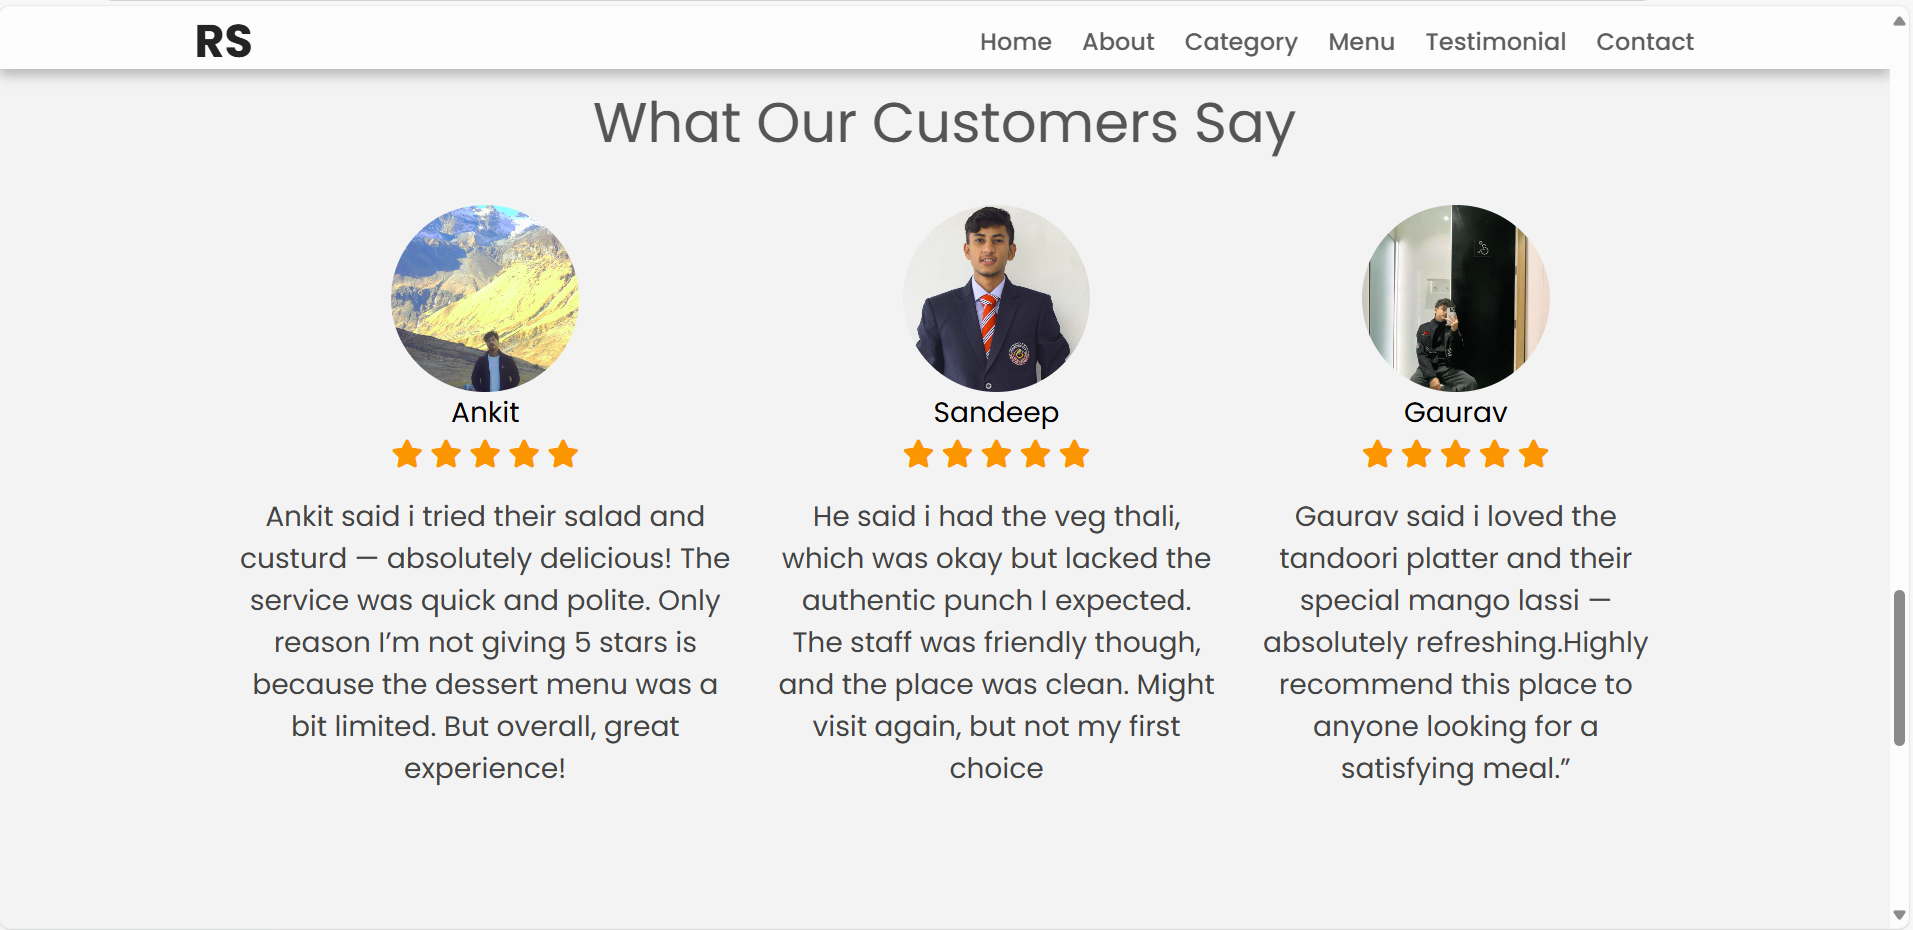 RS
Home About Category Menu Testimonial Contact
What Our Customers Say
Ankit
Ankit said i tried their salad and
custurd — absolutely delicious! The
service was quick and polite. Only
reason I’m not giving 5 stars is
because the dessert menu was a
bit limited. But overall, great
experience!
Sandeep
He said i had the veg thali,
which was okay but lacked the
authentic punch I expected.
The staff was friendly though,
and the place was clean. Might
visit again, but not my first
choice
Gaurav
Gaurav said i loved the
tandoori platter and their
special mango lassi —
absolutely refreshing.Highly
recommend this place to
anyone looking for a
satisfying meal.”